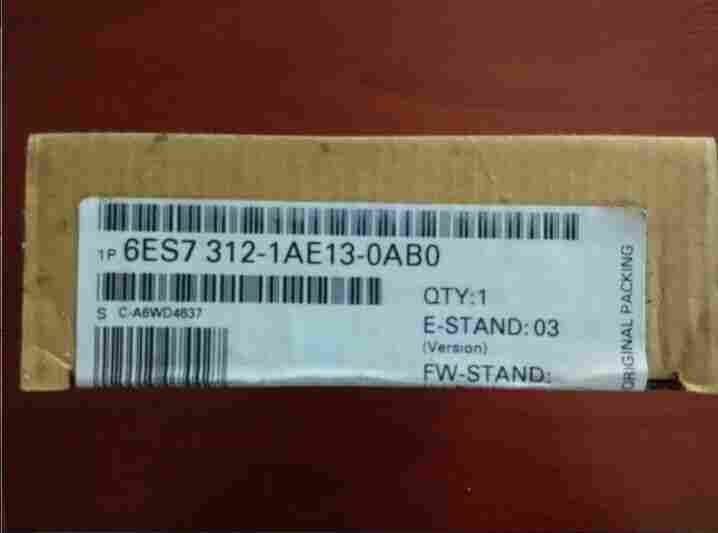 1P 6ES7 312-1AE13-0AB0
S C-A6WD4637
QTY:1
E-STAND: 03
(Version)
FW-STAND:
ORIGINAL PACKING